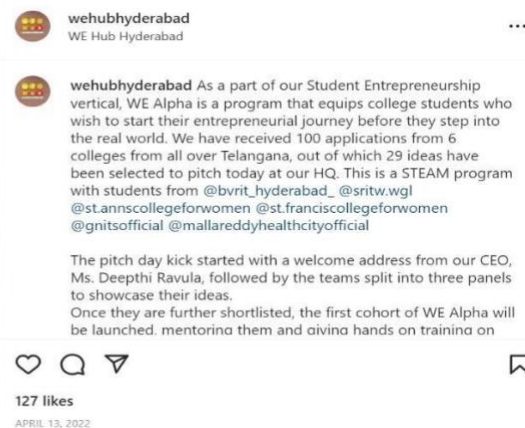 wehubhyderabad
WE Hub Hyderabad
wehubhyderabad As a part of our Student Entrepreneurship
vertical, WE Alpha is a program that equips college students who
wish to start their entrepreneurial journey before they step into
the real world. We have received 100 applications from 6
colleges from all over Telangana, out of which 29 ideas have
been selected to pitch today at our HQ. This is a STEAM program
with students from @bvrit_hyderabad_ @sritw.wgl
@st.annscollegeforwomen @st.franciscollegeforwomen
@gnitsofficial @mallareddyhealthcityofficial
The pitch day kick started with a welcome address from our CEO,
Ms. Deepthi Ravula, followed by the teams split into three panels
to showcase their ideas.
Once they are further shortlisted, the first cohort of WE Alpha will
be launched, mentoring them and giving hands on training on
127 likes
APRIL 13, 2022